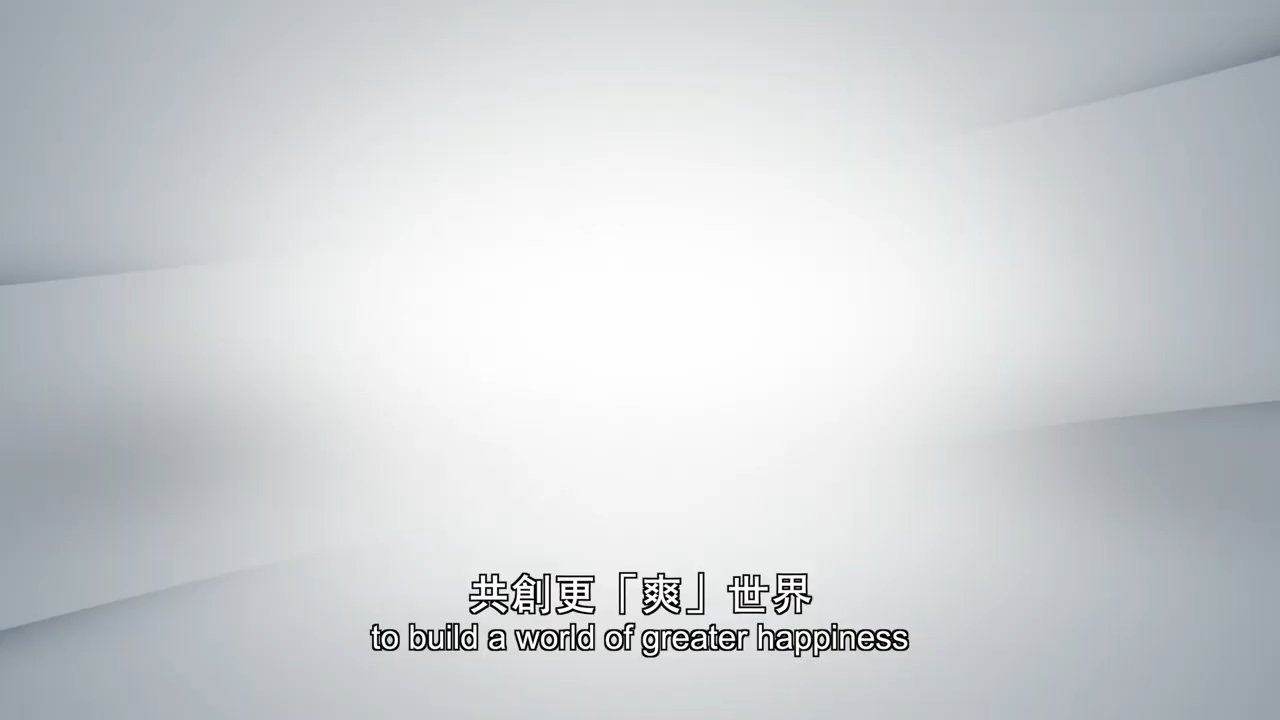 共創更「爽」世界
to build a world of greater happiness